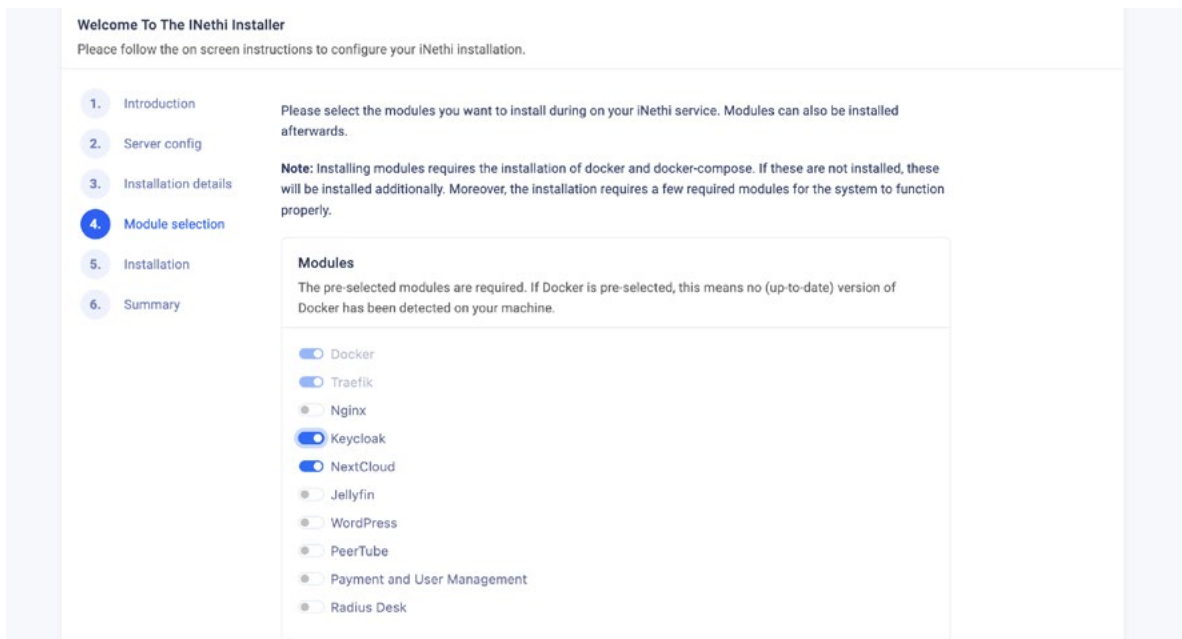 Welcome To The INethi Installer
Pleace follow the on screen instructions to configure your iNethi installation.
1. Introduction
2. Server config
3. Installation details
4. Module selection
5. Installation
6. Summary
Please select the modules you want to install during on your iNethi service. Modules can also be installed
afterwards.
Note: Installing modules requires the installation of docker and docker-compose. If these are not installed, these
will be installed additionally. Moreover, the installation requires a few required modules for the system to function
properly.
Modules
The pre-selected modules are required. If Docker is pre-selected, this means no (up-to-date) version of
Docker has been detected on your machine.
Docker
Traefik
Nginx
Keycloak
NextCloud
Jellyfin
WordPress
PeerTube
Payment and User Management
Radius Desk